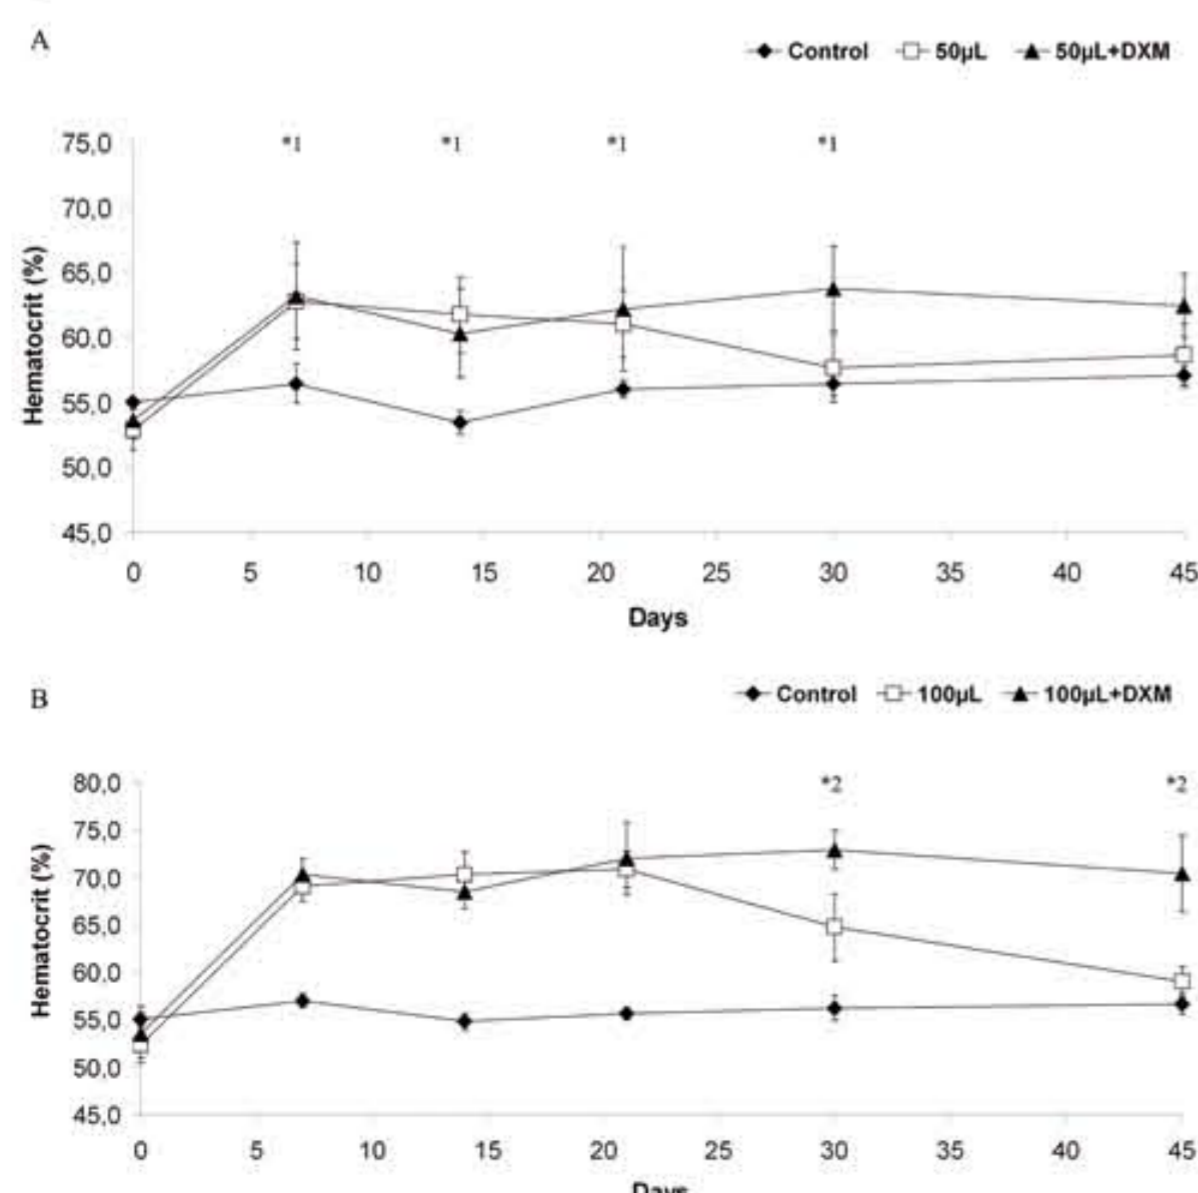 A
Control 50µL 50µL+DXM
*1 *1 *1 *1
75,0
70,0
65,0
60,0
55,0
50,0
45,0
Hematocrit (%)
0 5 10 15 20 25 30 35 40 45
Days
B
Control 100µL 100µL+DXM
*2 *2
80,0
75,0
70,0
65,0
60,0
55,0
50,0
45,0
Hematocrit (%)
0 5 10 15 20 25 30 35 40 45
Days